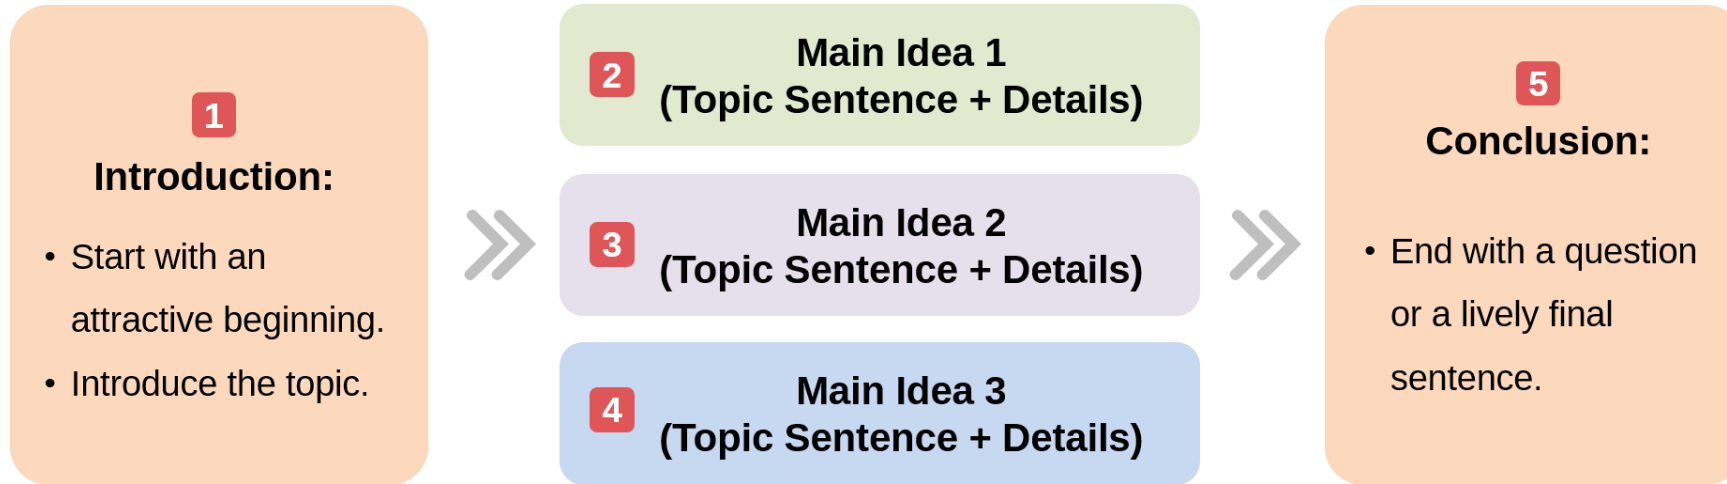 1
Introduction:
• Start with an
attractive beginning.
• Introduce the topic.
2
Main Idea 1
(Topic Sentence + Details)
3
Main Idea 2
(Topic Sentence + Details)
4
Main Idea 3
(Topic Sentence + Details)
5
Conclusion:
• End with a question
or a lively final
sentence.